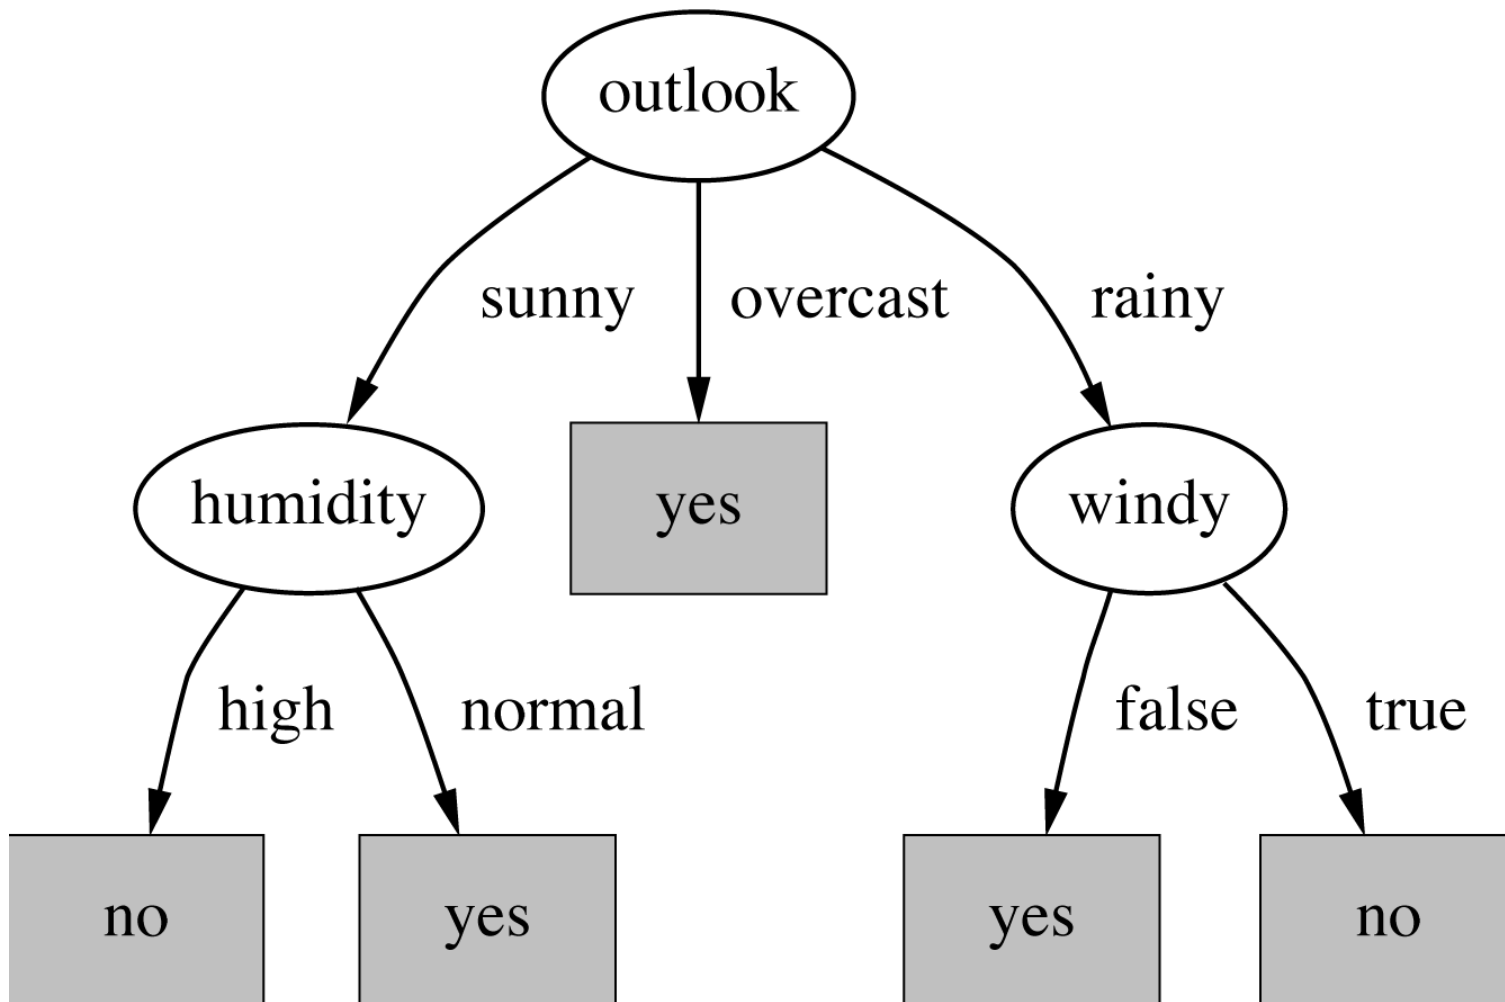 outlook
sunny overcast rainy
humidity yes windy
high normal false true
no yes yes no